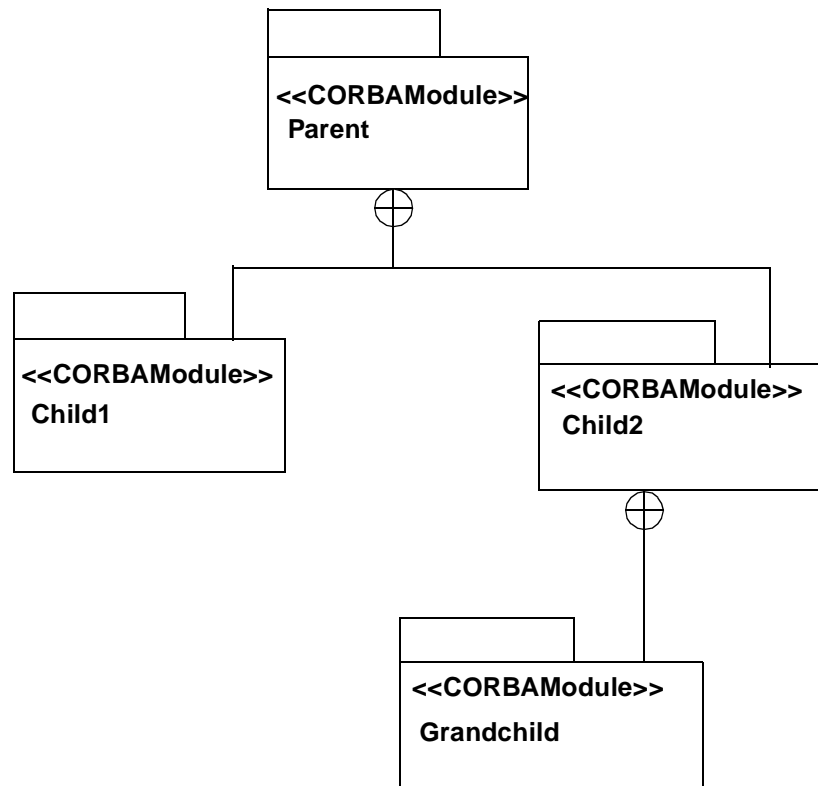 <<CORBAModule>>
Parent
<<CORBAModule>>
Child1
<<CORBAModule>>
Child2
<<CORBAModule>>
Grandchild